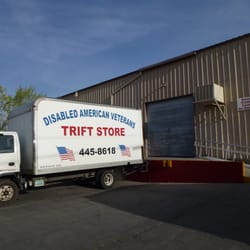 DISABLED AMERICAN VETERANS
TRIFT STORE
445-8618